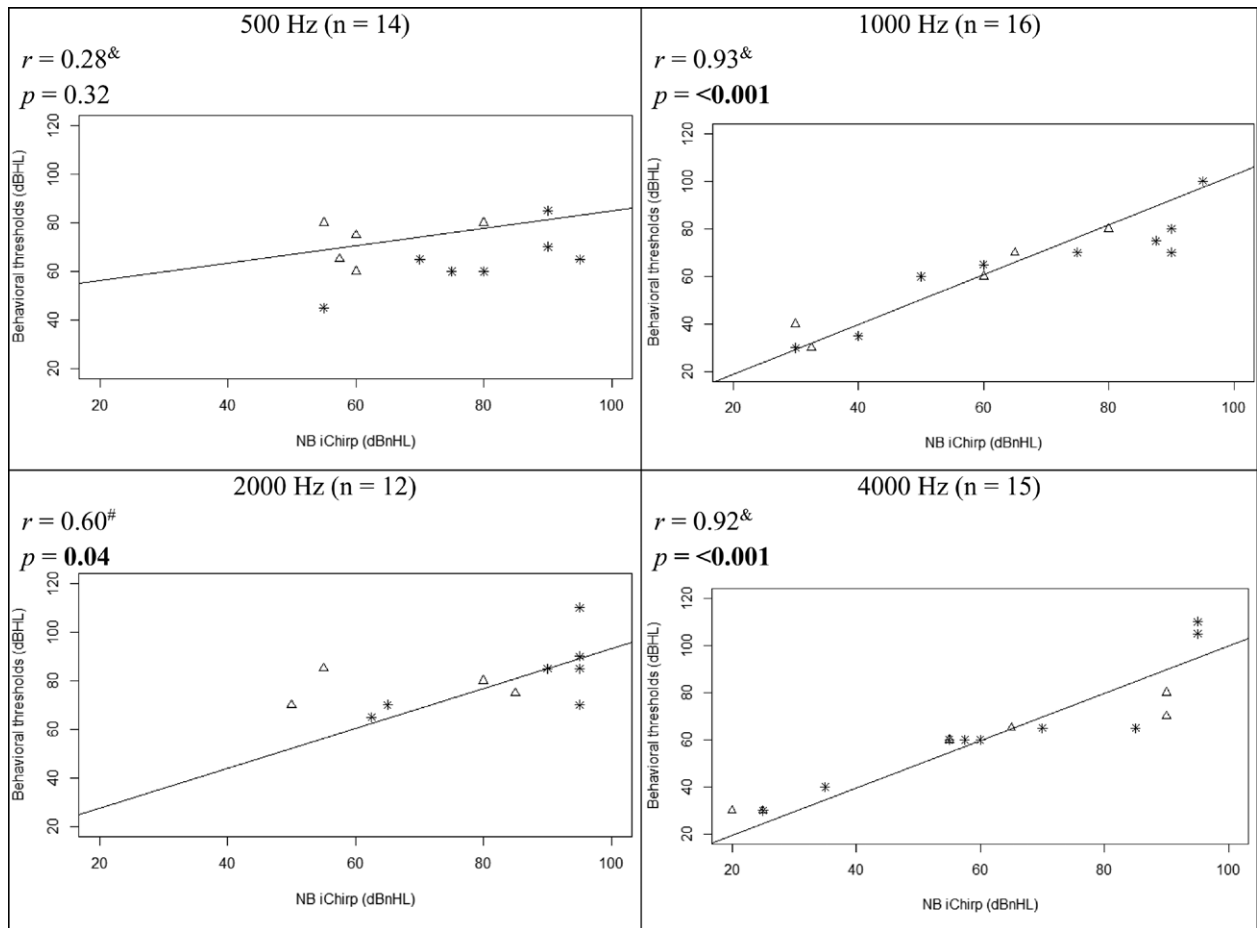 500 Hz (n = 14)
r = 0.28&
p = 0.32
Behavioral thresholds (dBHL)
120
100
80
60
40
20
20 40 60 80 100
NB iChirp (dBnHL)
1000 Hz (n = 16)
r = 0.93&
p = <0.001
Behavioral thresholds (dBHL)
120
100
80
60
40
20
20 40 60 80 100
NB iChirp (dBnHL)
2000 Hz (n = 12)
r = 0.60#
p = 0.04
Behavioral thresholds (dBHL)
120
100
80
60
40
20
20 40 60 80 100
NB iChirp (dBnHL)
4000 Hz (n = 15)
r = 0.92&
p = <0.001
Behavioral thresholds (dBHL)
120
100
80
60
40
20
20 40 60 80 100
NB iChirp (dBnHL)